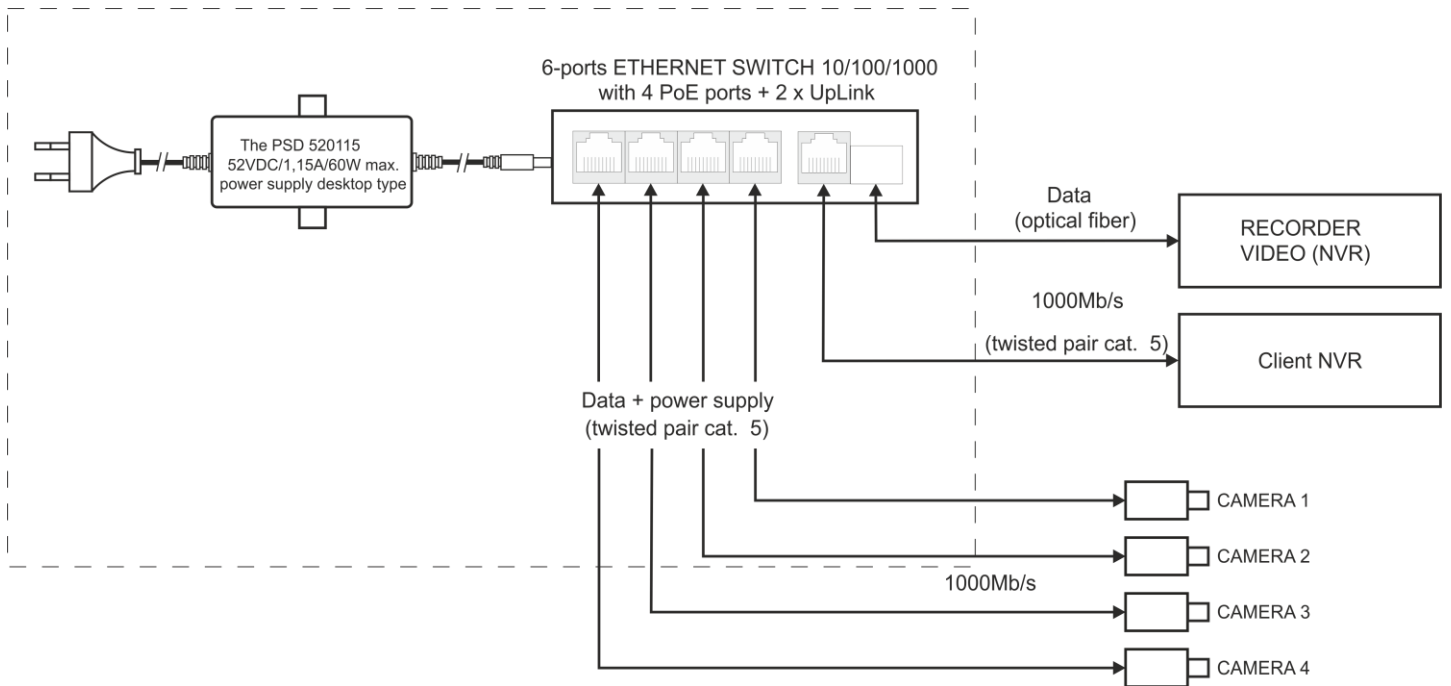 6-ports ETHERNET SWITCH 10/100/1000
with 4 PoE ports + 2 x UpLink
The PSD 520115
52VDC/1,15A/60W max.
power supply desktop type
Data
(optical fiber)
RECORDER
VIDEO (NVR)
1000Mb/s
(twisted pair cat. 5)
Client NVR
Data + power supply
(twisted pair cat. 5)
CAMERA 1
CAMERA 2
1000Mb/s
CAMERA 3
CAMERA 4